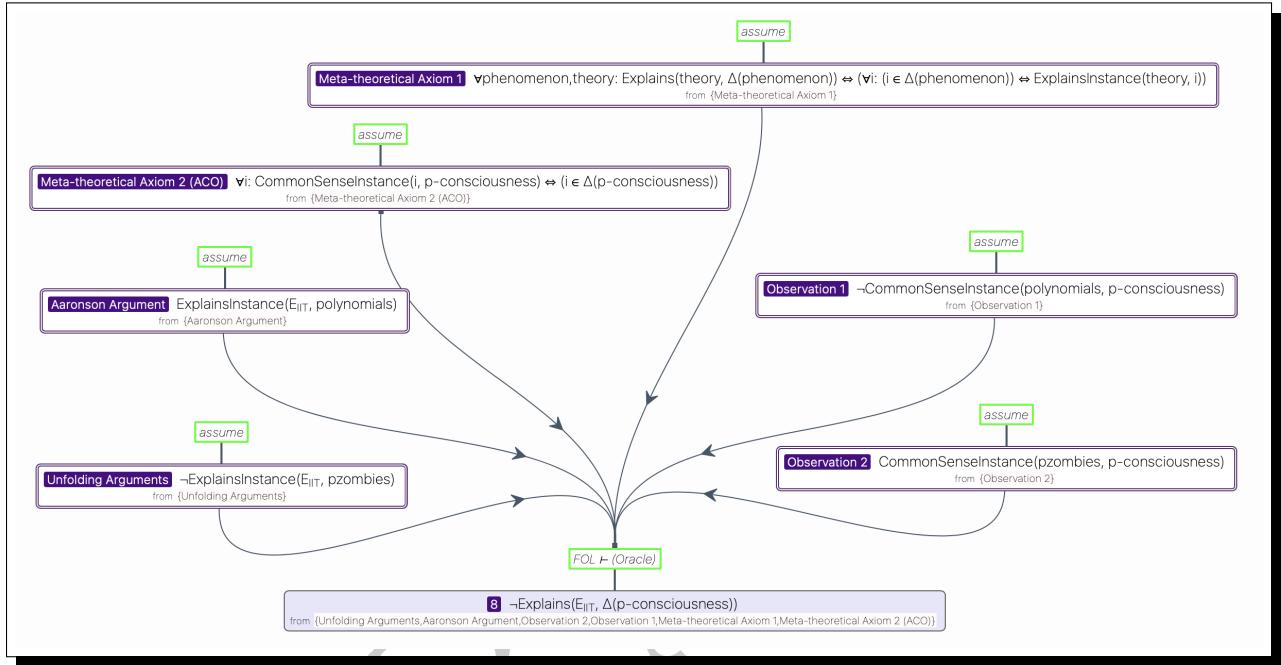 assume
Meta-theoretical Axiom 1 ∀phenomenon,theory: Explains(theory, Δ(phenomenon)) ⇔ (∀i: (i ∈ Δ(phenomenon)) ⇔ ExplainsInstance(theory, i))
from {Meta-theoretical Axiom 1}
assume
Meta-theoretical Axiom 2 (ACO) ∀i: CommonSenseInstance(i, p-consciousness) ⇔ (i ∈ Δ(p-consciousness))
from {Meta-theoretical Axiom 2 (ACO)}
assume
Aaronson Argument ExplainsInstance(E_IIT, polynomials)
from {Aaronson Argument}
assume
Observation 1 ¬CommonSenseInstance(polynomials, p-consciousness)
from {Observation 1}
assume
Unfolding Arguments ¬ExplainsInstance(E_IIT, pzombies)
from {Unfolding Arguments}
assume
Observation 2 CommonSenseInstance(pzombies, p-consciousness)
from {Observation 2}
FOL ⊢ (Oracle)
8 ¬Explains(E_IIT, Δ(p-consciousness))
from {Unfolding Arguments,Aaronson Argument,Observation 2,Observation 1,Meta-theoretical Axiom 1,Meta-theoretical Axiom 2 (ACO)}